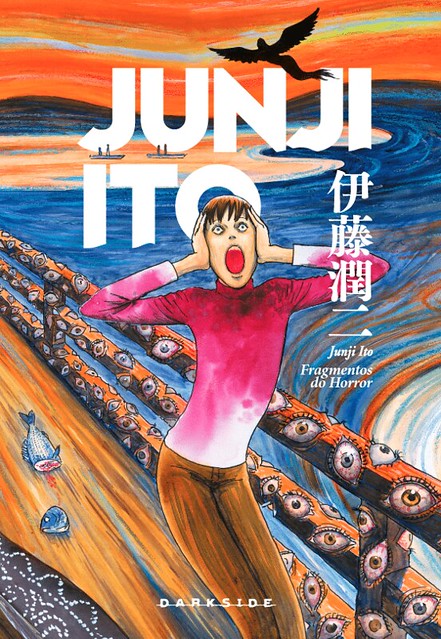 JUNJI
ITO
伊藤潤二
Junji Ito
Fragmentos
do Horror
DARKSIDE